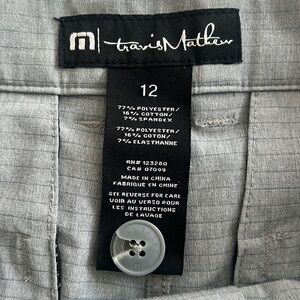 TravisMathew
12
77% POLYESTER/
16% COTTON/
7% SPANDEX
77% POLYESTER/
16% COTON/
7% ELASTHANNE
RN# 123280
CA# 07099
MADE IN CHINA
FABRIQUE EN CHINE
SEE REVERSE FOR CARE
VOIR AU VERSO POUR
LES INSTRUCTIONS
DE LAVAGE